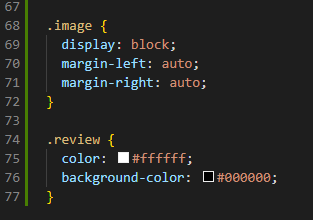 67
68 .image {
69 display: block;
70 margin-left: auto;
71 margin-right: auto;
72 }
73
74 .review {
75 color: #ffffff;
76 background-color: #000000;
77 }